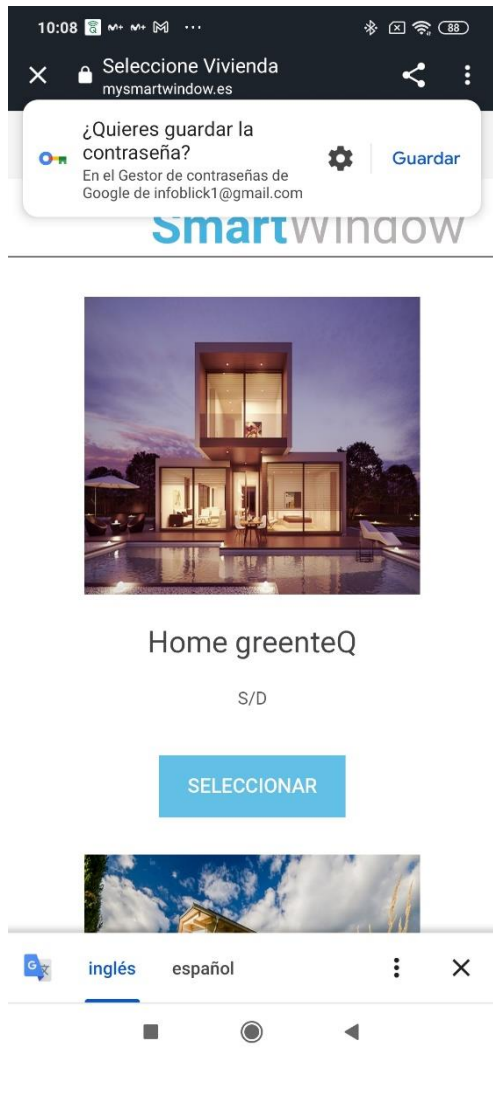 10:08 M+ M+ ··· 88
Seleccione Vivienda
mysmartwindow.es
¿Quieres guardar la
contraseña?
En el Gestor de contraseñas de
Google de infoblick1@gmail.com
Guardar
SmartWindow
Home greenteQ
S/D
SELECCIONAR
G inglés español